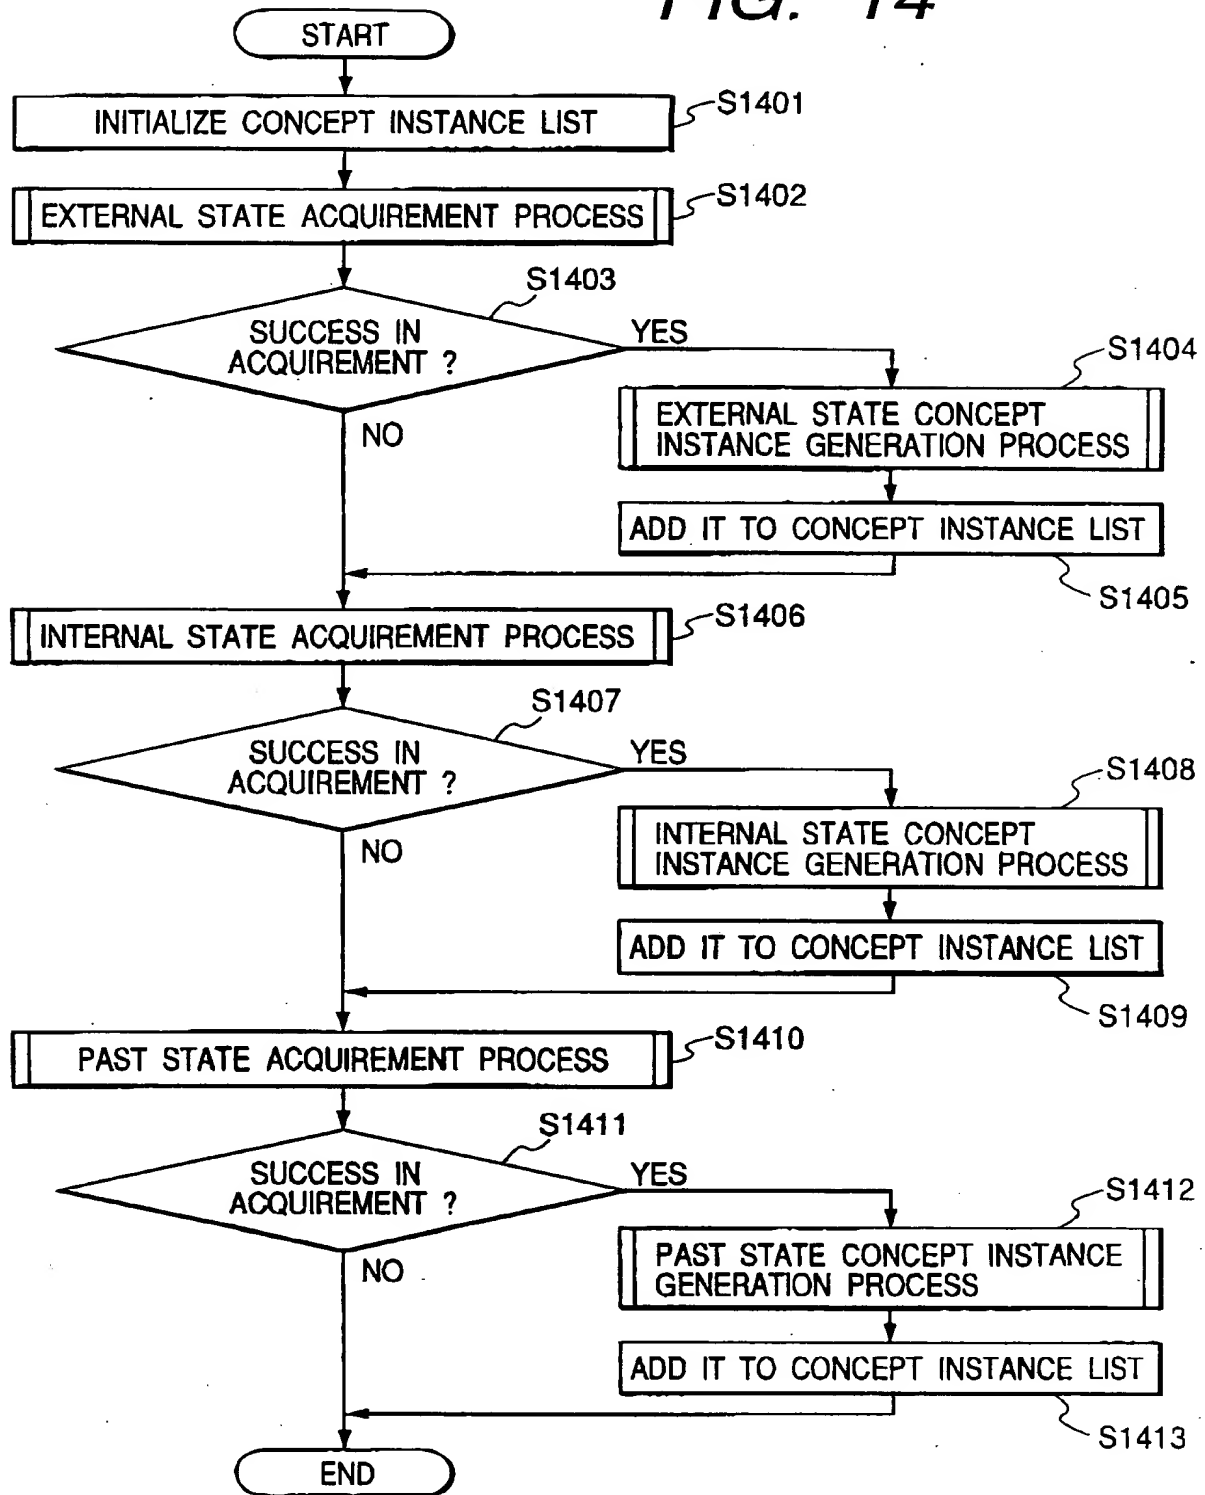 FIG. 14
START
INITIALIZE CONCEPT INSTANCE LIST
S1401
EXTERNAL STATE ACQUIREMENT PROCESS
S1402
S1403
SUCCESS IN
ACQUIREMENT ?
YES
NO
S1404
EXTERNAL STATE CONCEPT
INSTANCE GENERATION PROCESS
ADD IT TO CONCEPT INSTANCE LIST
S1405
INTERNAL STATE ACQUIREMENT PROCESS
S1406
S1407
SUCCESS IN
ACQUIREMENT ?
YES
NO
S1408
INTERNAL STATE CONCEPT
INSTANCE GENERATION PROCESS
ADD IT TO CONCEPT INSTANCE LIST
S1409
PAST STATE ACQUIREMENT PROCESS
S1410
S1411
SUCCESS IN
ACQUIREMENT ?
YES
NO
S1412
PAST STATE CONCEPT INSTANCE
GENERATION PROCESS
ADD IT TO CONCEPT INSTANCE LIST
S1413
END